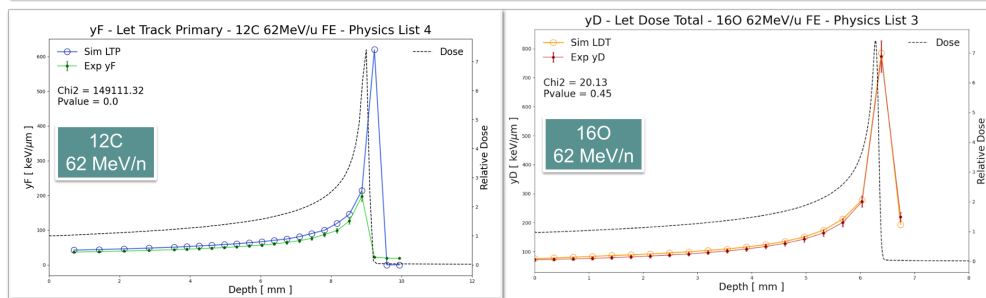 yF - Let Track Primary - 12C 62MeV/u FE - Physics List 4
Sim LTP
Exp yF
Dose
Chi2 = 149111.32
Pvalue = 0.0
12C
62 MeV/n
yF [ keV/μm ]
600
500
400
300
200
100
0
Relative Dose
7
6
5
4
3
2
1
0
0 2 4 6 8 10 12
Depth [ mm ]
yD - Let Dose Total - 16O 62MeV/u FE - Physics List 3
Sim LDT
Exp yD
Dose
Chi2 = 20.13
Pvalue = 0.45
16O
62 MeV/n
yD [ keV/μm ]
800
700
600
500
400
300
200
100
Relative Dose
7
6
5
4
3
2
1
0
0 1 2 3 4 5 6 7 8
Depth [ mm ]